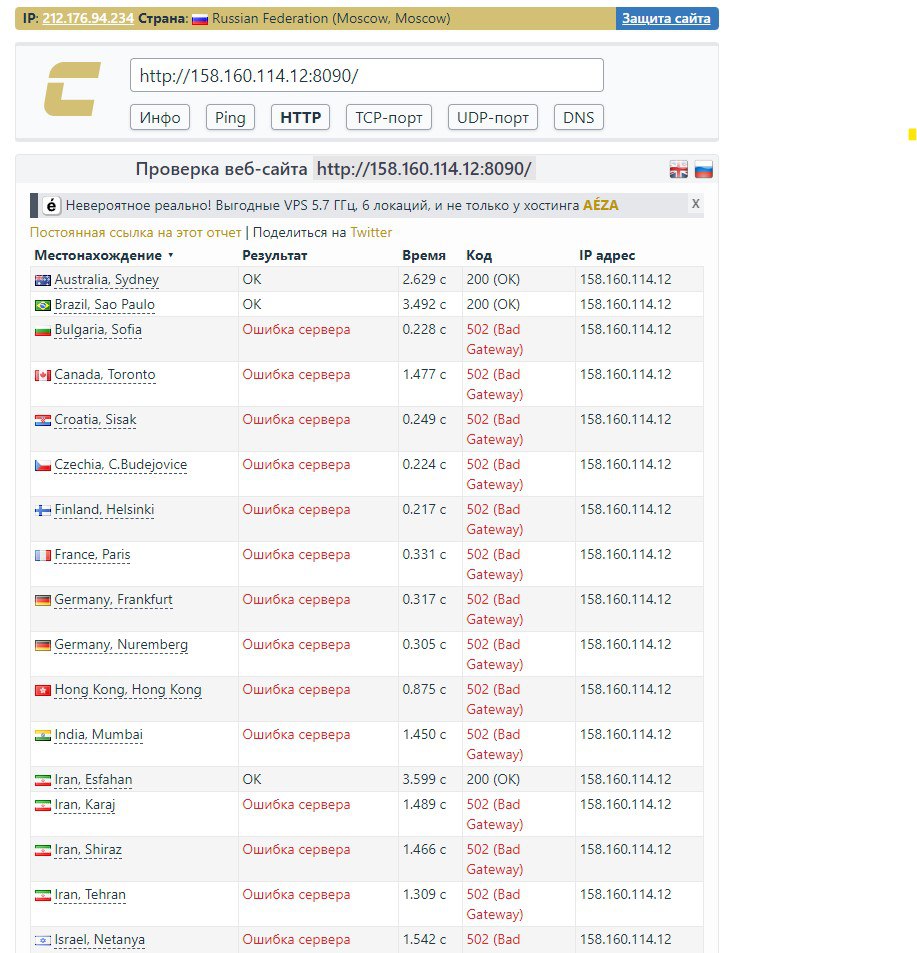 IP: 212.176.94.234 Страна: Russian Federation (Moscow, Moscow) Защита сайта
http://158.160.114.12:8090/
Инфо Ping HTTP TCP-порт UDP-порт DNS
Проверка веб-сайта http://158.160.114.12:8090/
é Невероятное реально! Выгодные VPS 5.7 ГГц, 6 локаций, и не только у хостинга AÉZA X
Постоянная ссылка на этот отчет | Поделиться на Twitter
Местонахождение ▼ Результат Время Код IP адрес
Australia, Sydney OK 2.629 с 200 (OK) 158.160.114.12
Brazil, Sao Paulo OK 3.492 с 200 (OK) 158.160.114.12
Bulgaria, Sofia Ошибка сервера 0.228 с 502 (Bad 158.160.114.12
Gateway)
Canada, Toronto Ошибка сервера 1.477 с 502 (Bad 158.160.114.12
Gateway)
Croatia, Sisak Ошибка сервера 0.249 с 502 (Bad 158.160.114.12
Gateway)
Czechia, C.Budejovice Ошибка сервера 0.224 с 502 (Bad 158.160.114.12
Gateway)
Finland, Helsinki Ошибка сервера 0.217 с 502 (Bad 158.160.114.12
Gateway)
France, Paris Ошибка сервера 0.331 с 502 (Bad 158.160.114.12
Gateway)
Germany, Frankfurt Ошибка сервера 0.317 с 502 (Bad 158.160.114.12
Gateway)
Germany, Nuremberg Ошибка сервера 0.305 с 502 (Bad 158.160.114.12
Gateway)
Hong Kong, Hong Kong Ошибка сервера 0.875 с 502 (Bad 158.160.114.12
Gateway)
India, Mumbai Ошибка сервера 1.450 с 502 (Bad 158.160.114.12
Gateway)
Iran, Esfahan OK 3.599 с 200 (OK) 158.160.114.12
Iran, Karaj Ошибка сервера 1.489 с 502 (Bad 158.160.114.12
Gateway)
Iran, Shiraz Ошибка сервера 1.466 с 502 (Bad 158.160.114.12
Gateway)
Iran, Tehran Ошибка сервера 1.309 с 502 (Bad 158.160.114.12
Gateway)
Israel, Netanya Ошибка сервера 1.542 с 502 (Bad 158.160.114.12